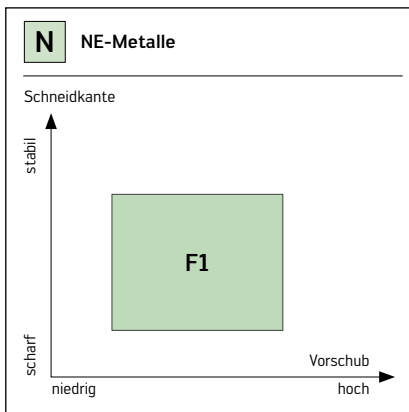 N NE-Metalle
Schneidkante
stabil
F1
scharf
Vorschub
niedrig hoch